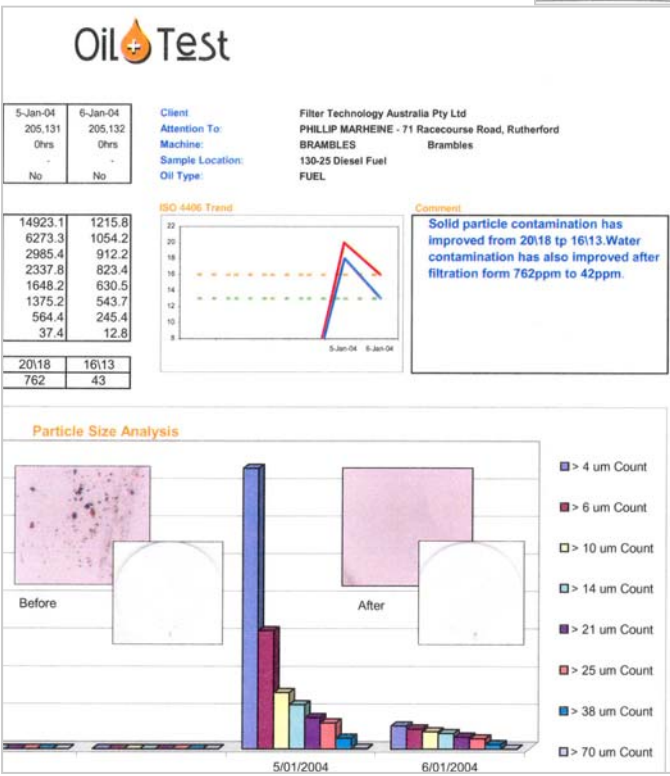 Oil Test
5-Jan-04 6-Jan-04
205,131 205,132
0hrs 0hrs
- -
No No
Client Filter Technology Australia Pty Ltd
Attention To: PHILLIP MARHEINE - 71 Racecourse Road, Rutherford
Machine: BRAMBLES Brambles
Sample Location: 130-25 Diesel Fuel
Oil Type: FUEL
14923.1 1215.8
6273.3 1054.2
2985.4 912.2
2337.8 823.4
1648.2 630.5
1375.2 543.7
564.4 245.4
37.4 12.8
20\18 16\13
762 43
ISO 4406 Trend
22
20
18
16
14
12
10
8
5-Jan-04 6-Jan-04
Comment
Solid particle contamination has
improved from 20\18 tp 16\13.Water
contamination has also improved after
filtration form 762ppm to 42ppm.
Particle Size Analysis
Before
After
> 4 um Count
> 6 um Count
> 10 um Count
> 14 um Count
> 21 um Count
> 25 um Count
> 38 um Count
> 70 um Count
5/01/2004 6/01/2004